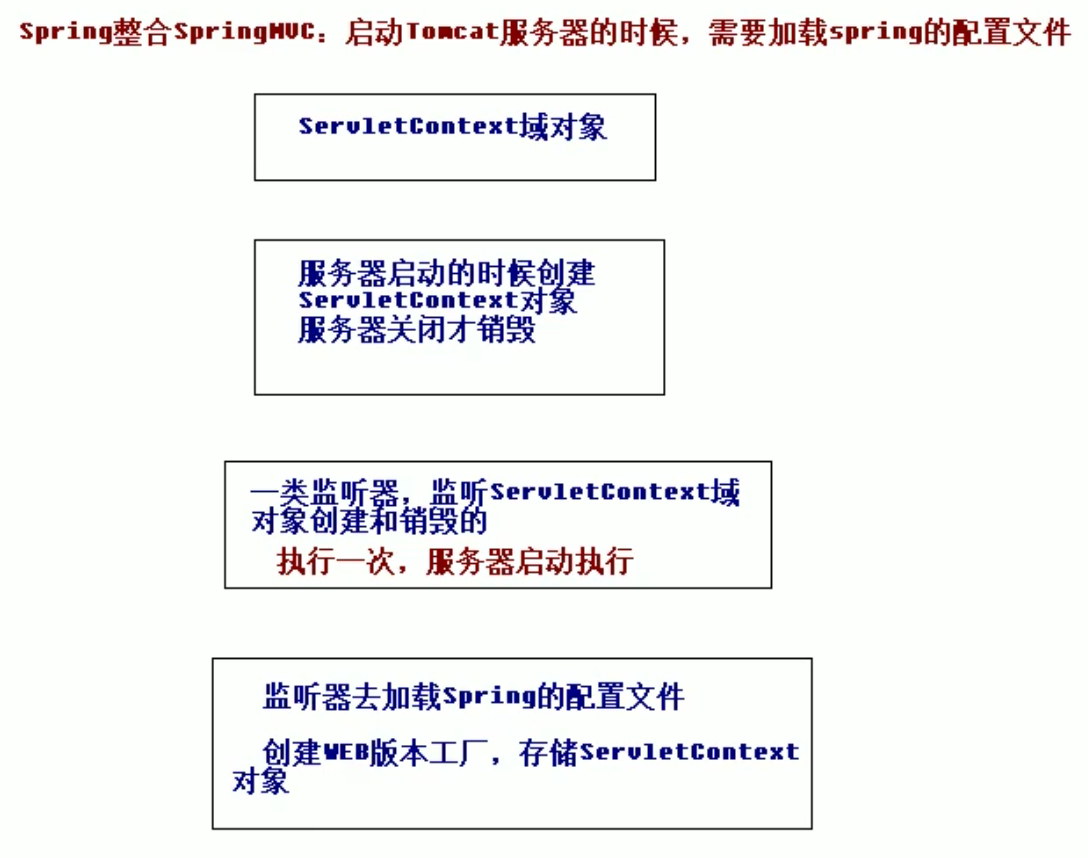 Spring整合SpringMVC：启动Tomcat服务器的时候，需要加载spring的配置文件
ServletContext域对象
服务器启动的时候创建
ServletContext对象
服务器关闭才销毁
一类监听器，监听ServletContext域
对象创建和销毁的
执行一次，服务器启动执行
监听器去加载Spring的配置文件
创建WEB版本工厂，存储ServletContext
对象